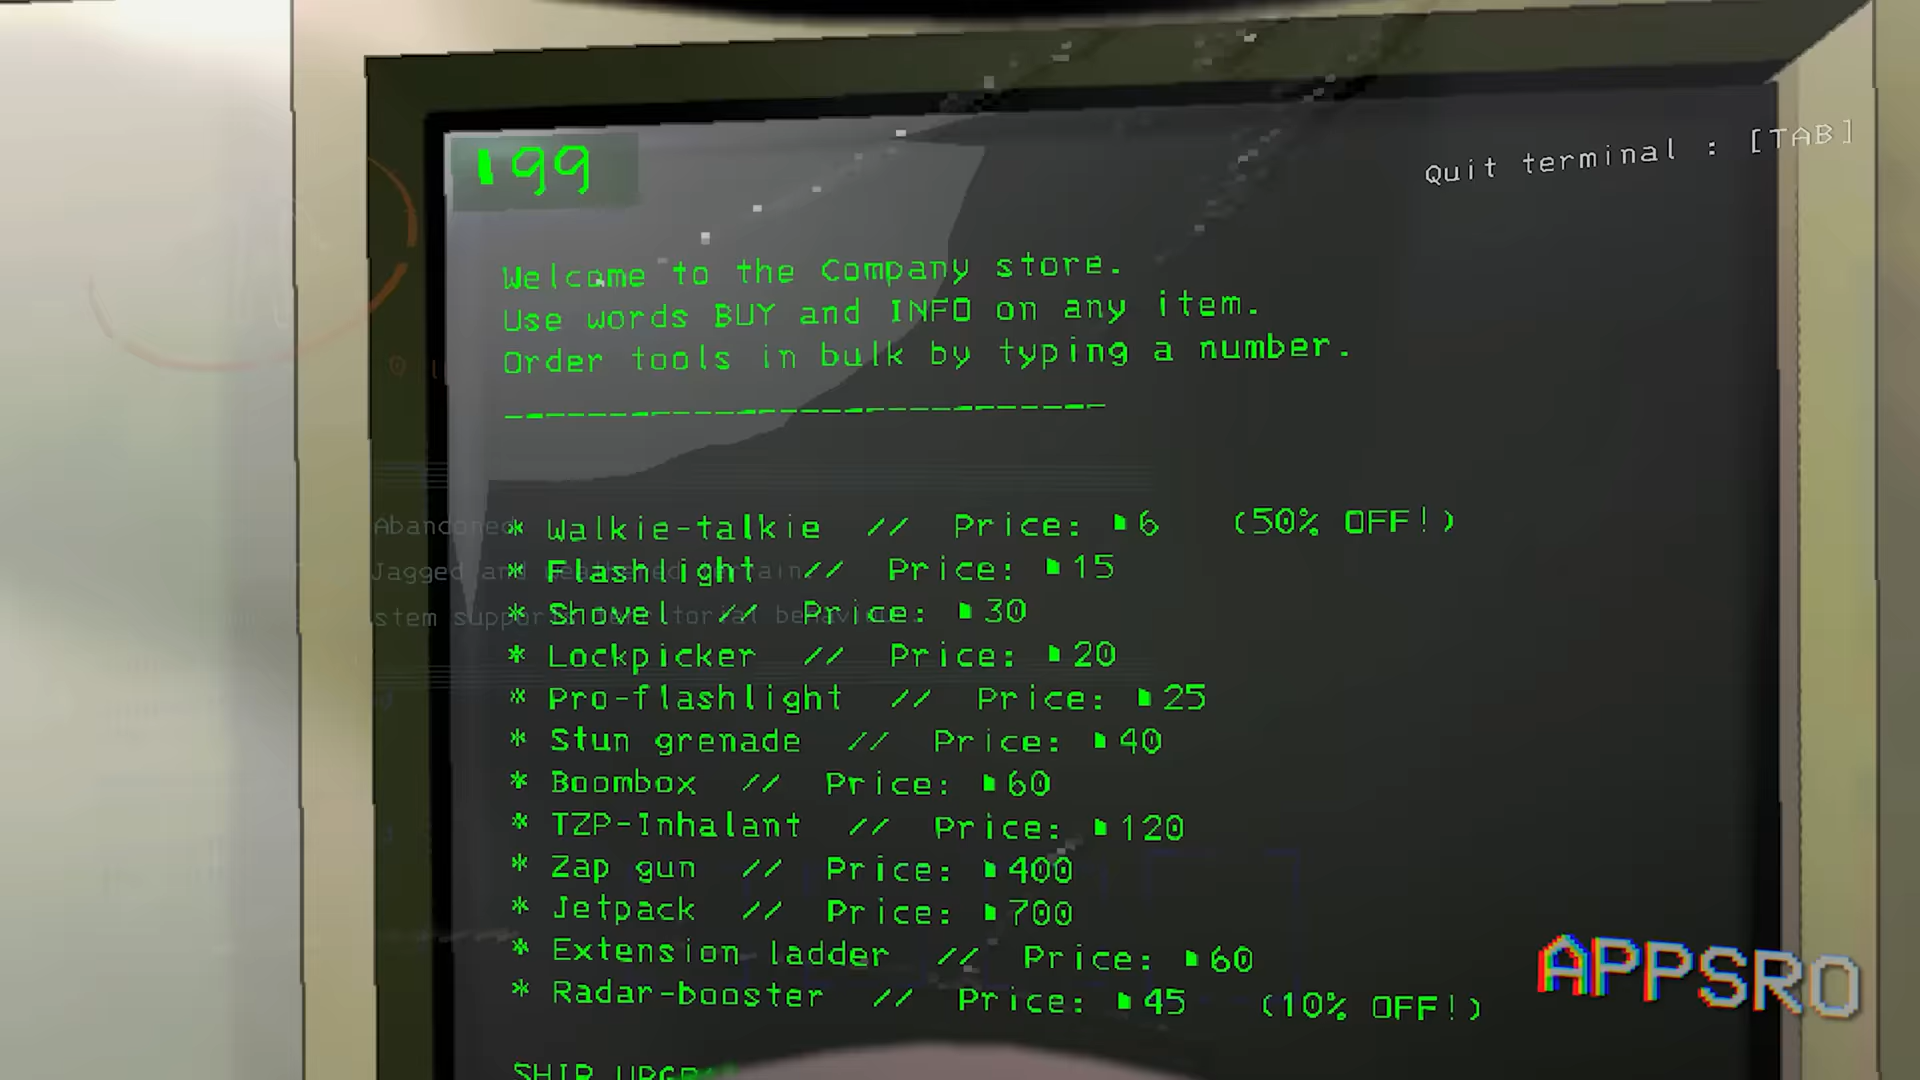 199
Quit terminal : [TAB]
Welcome to the Company store.
Use words BUY and INFO on any item.
Order tools in bulk by typing a number.
* Walkie-talkie // Price: 6 (50% OFF!)
* Flashlight // Price: 15
* Shovel // Price: 30
* Lockpicker // Price: 20
* Pro-flashlight // Price: 25
* Stun grenade // Price: 40
* Boombox // Price: 60
* TZP-Inhalant // Price: 120
* Zap gun // Price: 400
* Jetpack // Price: 700
* Extension ladder // Price: 60
* Radar-booster // Price: 45 (10% OFF!)
SHIP
APPSRO